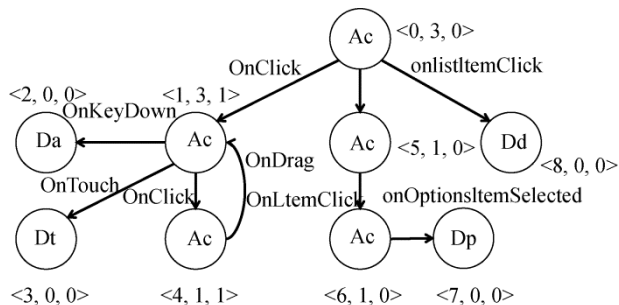 Ac
<0, 3, 0>
OnClick
onlistItemClick
<2, 0, 0>
<1, 3, 1>
OnKeyDown
Da
Ac
Ac
<5, 1, 0>
Dd
<8, 0, 0>
OnDrag
OnTouch
OnClick
OnLtemClick
onOptionsItemSelected
Dt
Ac
Ac
Dp
<3, 0, 0>
<4, 1, 1>
<6, 1, 0>
<7, 0, 0>